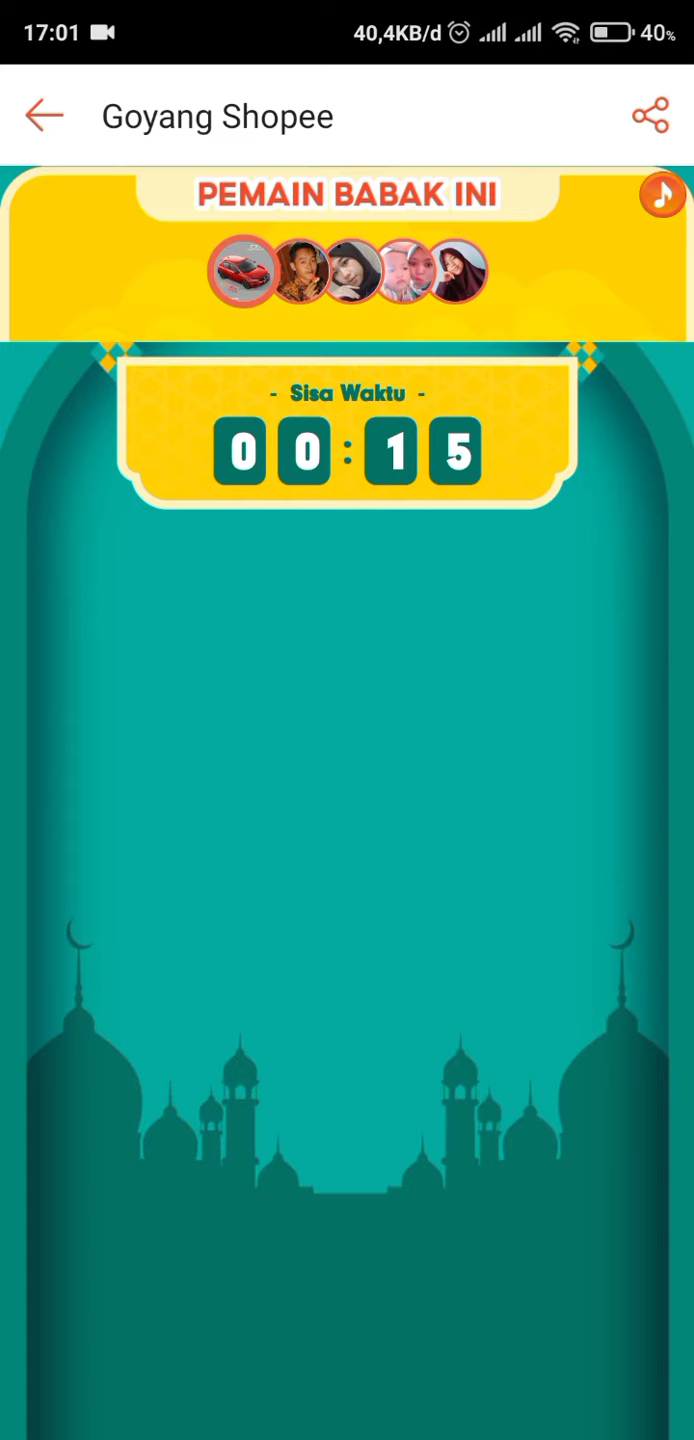 17:01 40,4KB/d 40%
Goyang Shopee
PEMAIN BABAK INI
- Sisa Waktu -
00:15